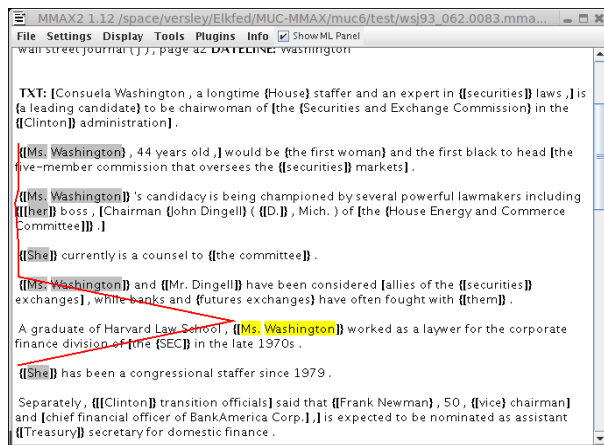 MMAX2 1.12 /space/versley/Elkfed/MUC-MMAX/muc6/test/wsj93_062.0083.mma...
File Settings Display Tools Plugins Info Show ML Panel
wall street journal ( j ) , page a2 DATELINE: Washington
TXT: [Consuela Washington , a longtime {House} staffer and an expert in {[securities]} laws ,] is
{a leading candidate} to be chairwoman of [the {Securities and Exchange Commission} in the
{[Clinton]} administration] .
{[Ms. Washington} , 44 years old ,] would be {the first woman} and the first black to head [the
five-member commission that oversees the {[securities]} markets] .
{[Ms. Washington]} 's candidacy is being championed by several powerful lawmakers including
{[[her]} boss , [Chairman {John Dingell} ( {[D.]} , Mich. ) of [the {House Energy and Commerce
Committee]]} .]
{[She]} currently is a counsel to {[the committee]} .
{[Ms. Washington]} and {[Mr. Dingell]} have been considered [allies of the {[securities]}
exchanges] , while banks and {futures exchanges} have often fought with {[them]} .
A graduate of Harvard Law School , {[Ms. Washington]} worked as a laywer for the corporate
finance division of [the {SEC]} in the late 1970s .
{[She]} has been a congressional staffer since 1979 .
Separately , {[[Clinton]} transition officials] said that {[Frank Newman} , 50 , {[vice} chairman]
and [chief financial officer of BankAmerica Corp.] ,] is expected to be nominated as assistant
{[Treasury]} secretary for domestic finance .